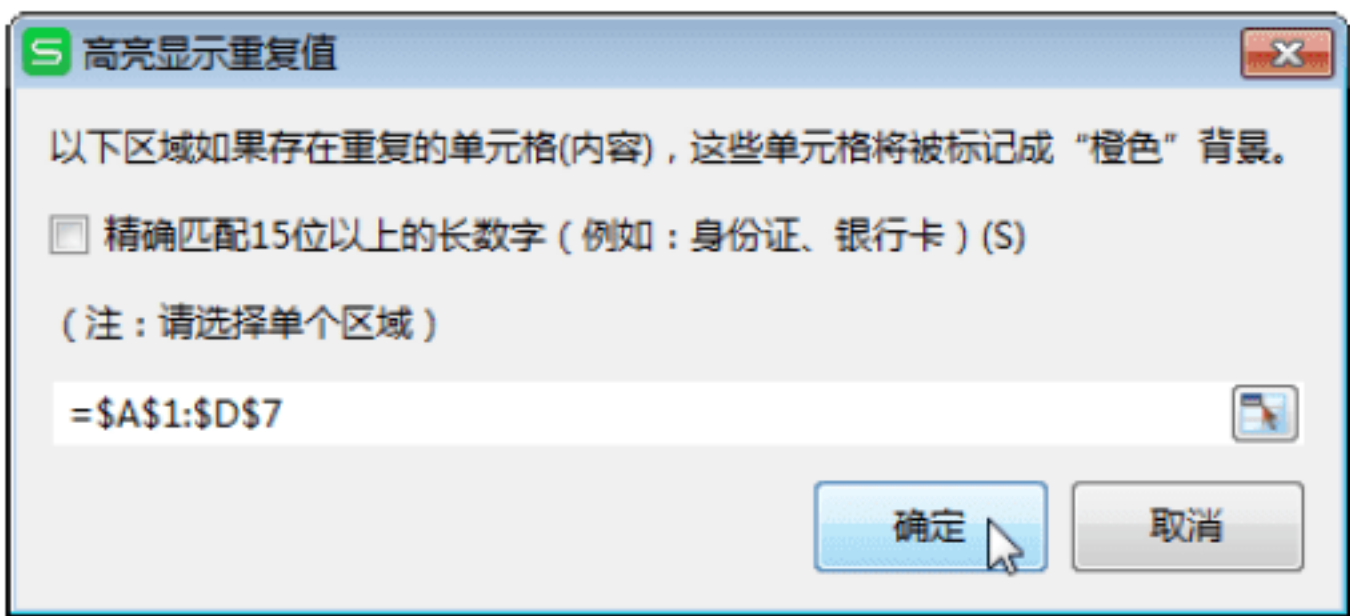 高亮显示重复值
以下区域如果存在重复的单元格(内容)，这些单元格将被标记成“橙色”背景。
精确匹配15位以上的长数字（例如：身份证、银行卡）(S)
（注：请选择单个区域）
=$A$1:$D$7
确定 取消